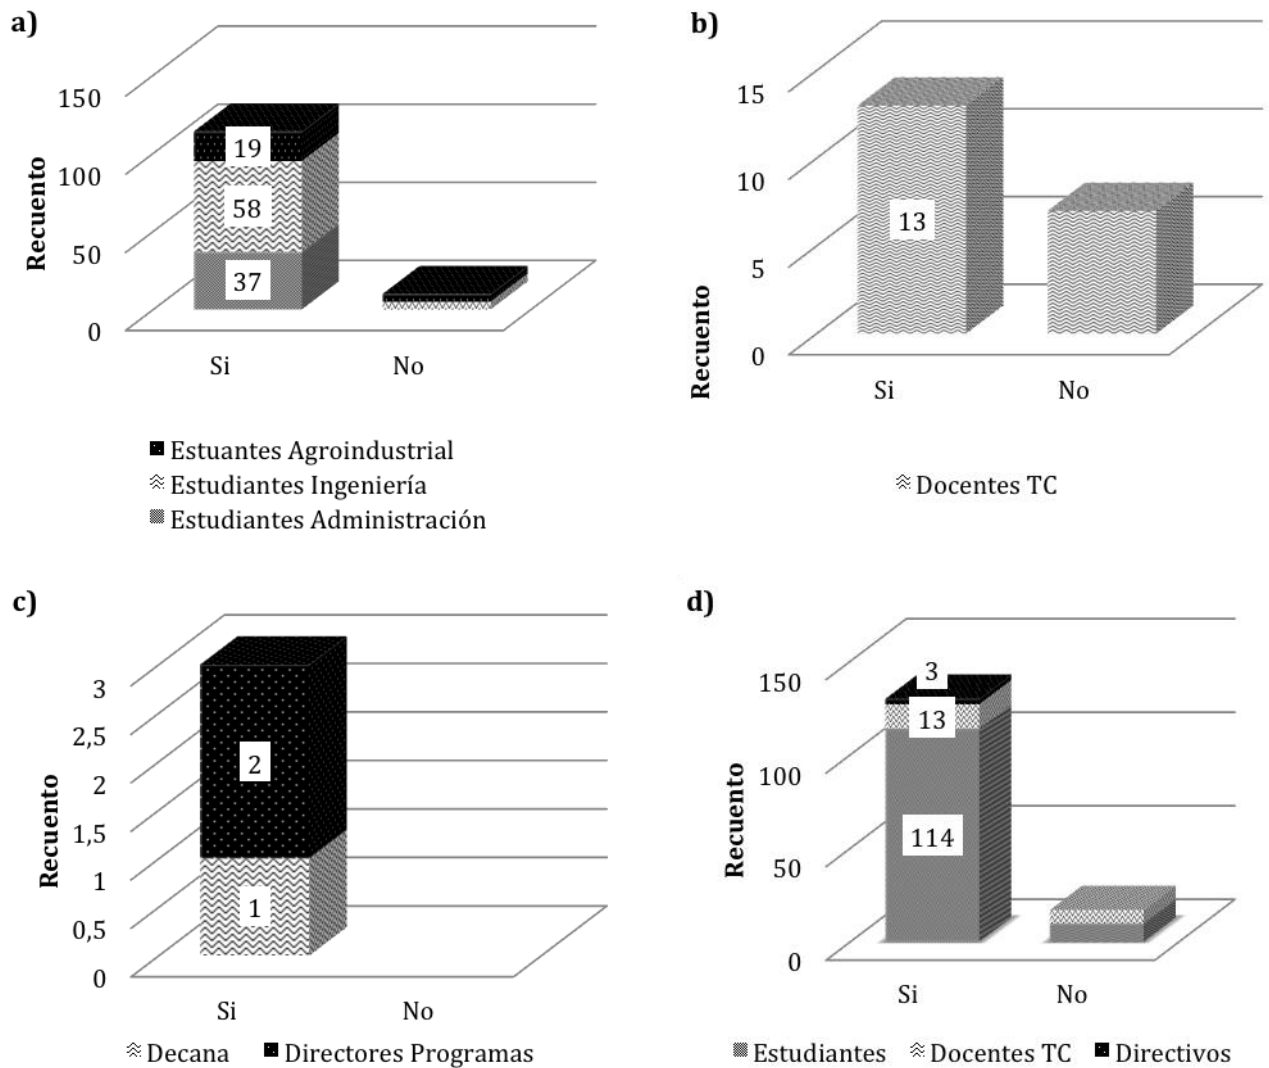 a)
150
100
50
0
Recuento
19
58
37
Si
No
Estuantes Agroindustrial
Estudiantes Ingeniería
Estudiantes Administración
b)
15
10
5
0
Recuento
13
Si
No
Docentes TC
c)
3
2,5
2
1,5
1
0,5
0
Recuento
2
1
Si
No
Decana Directores Programas
d)
150
100
50
0
Recuento
3
13
114
Si
No
Estudiantes Docentes TC Directivos